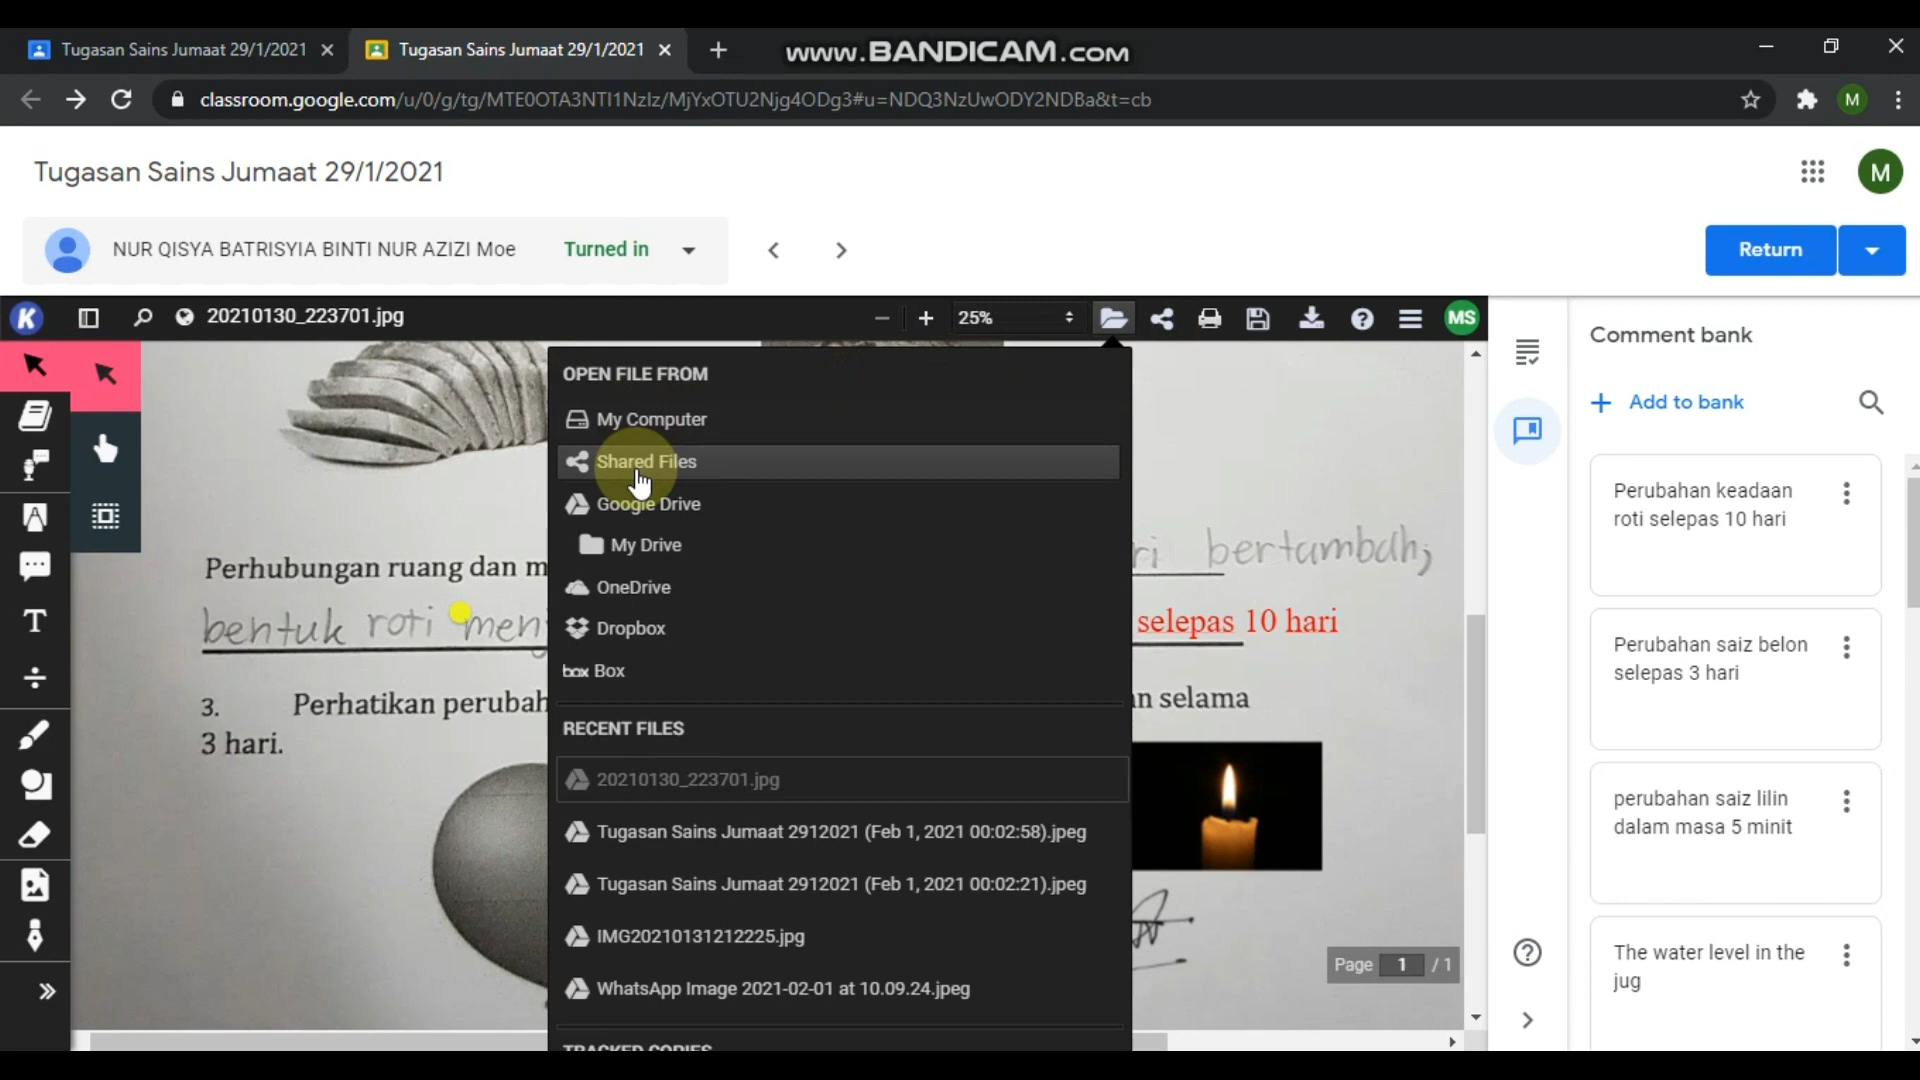 Tugasan Sains Jumaat 29/1/2021
Tugasan Sains Jumaat 29/1/2021
www.BANDICAM.com
classroom.google.com/u/0/g/tg/MTE0OTA3NTI1NzIz/MjYxOTU2Njg4ODg3#u=NDQ3NzUwODY2NDBa&t=cb
M
Tugasan Sains Jumaat 29/1/2021
M
NUR QISYA BATRISYIA BINTI NUR AZIZI Moe
Turned in
Return
K
20210130_223701.jpg
25%
MS
OPEN FILE FROM
My Computer
Shared Files
Google Drive
My Drive
OneDrive
Dropbox
box Box
RECENT FILES
20210130_223701.jpg
Tugasan Sains Jumaat 2912021 (Feb 1, 2021 00:02:58).jpeg
Tugasan Sains Jumaat 2912021 (Feb 1, 2021 00:02:21).jpeg
IMG20210131212225.jpg
WhatsApp Image 2021-02-01 at 10.09.24.jpeg
TRACKED COPIES
Perhubungan ruang dan m
ri bertambah,
bentuk roti men
selepas 10 hari
3. Perhatikan perubah
n selama
3 hari.
Page 1 / 1
Comment bank
Add to bank
Perubahan keadaan
roti selepas 10 hari
Perubahan saiz belon
selepas 3 hari
perubahan saiz lilin
dalam masa 5 minit
The water level in the
jug